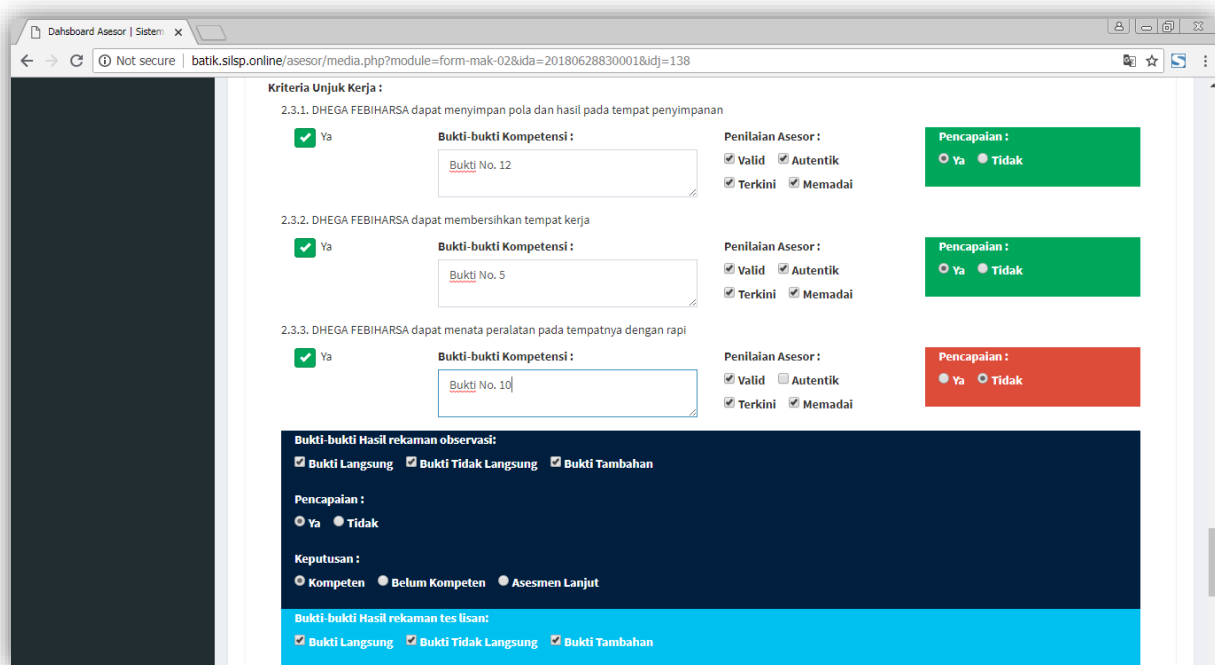 Dahsboard Asesor | Sistem
Not secure | batik.silsp.online/asesor/media.php?module=form-mak-02&ida=20180628830001&idj=138
Kriteria Unjuk Kerja :
2.3.1. DHEGA FEBIHARSA dapat menyimpan pola dan hasil pada tempat penyimpanan
Ya Bukti-bukti Kompetensi : Penilaian Asesor : Pencapaian :
Bukti No. 12 Valid Autentik Ya Tidak
Terkini Memadai
2.3.2. DHEGA FEBIHARSA dapat membersihkan tempat kerja
Ya Bukti-bukti Kompetensi : Penilaian Asesor : Pencapaian :
Bukti No. 5 Valid Autentik Ya Tidak
Terkini Memadai
2.3.3. DHEGA FEBIHARSA dapat menata peralatan pada tempatnya dengan rapi
Ya Bukti-bukti Kompetensi : Penilaian Asesor : Pencapaian :
Bukti No. 10 Valid Autentik Ya Tidak
Terkini Memadai
Bukti-bukti Hasil rekaman observasi:
Bukti Langsung Bukti Tidak Langsung Bukti Tambahan
Pencapaian :
Ya Tidak
Keputusan :
Kompeten Belum Kompeten Asesmen Lanjut
Bukti-bukti Hasil rekaman tes lisan:
Bukti Langsung Bukti Tidak Langsung Bukti Tambahan